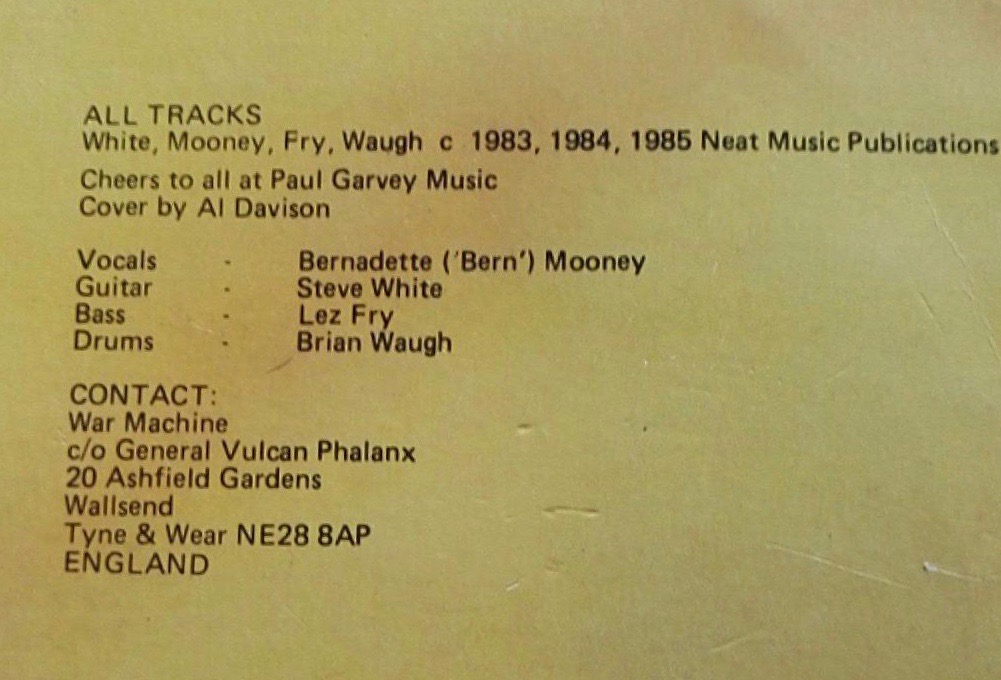 ALL TRACKS
White, Mooney, Fry, Waugh c 1983, 1984, 1985 Neat Music Publications
Cheers to all at Paul Garvey Music
Cover by Al Davison
Vocals - Bernadette ('Bern') Mooney
Guitar - Steve White
Bass - Lez Fry
Drums - Brian Waugh
CONTACT:
War Machine
c/o General Vulcan Phalanx
20 Ashfield Gardens
Wallsend
Tyne & Wear NE28 8AP
ENGLAND